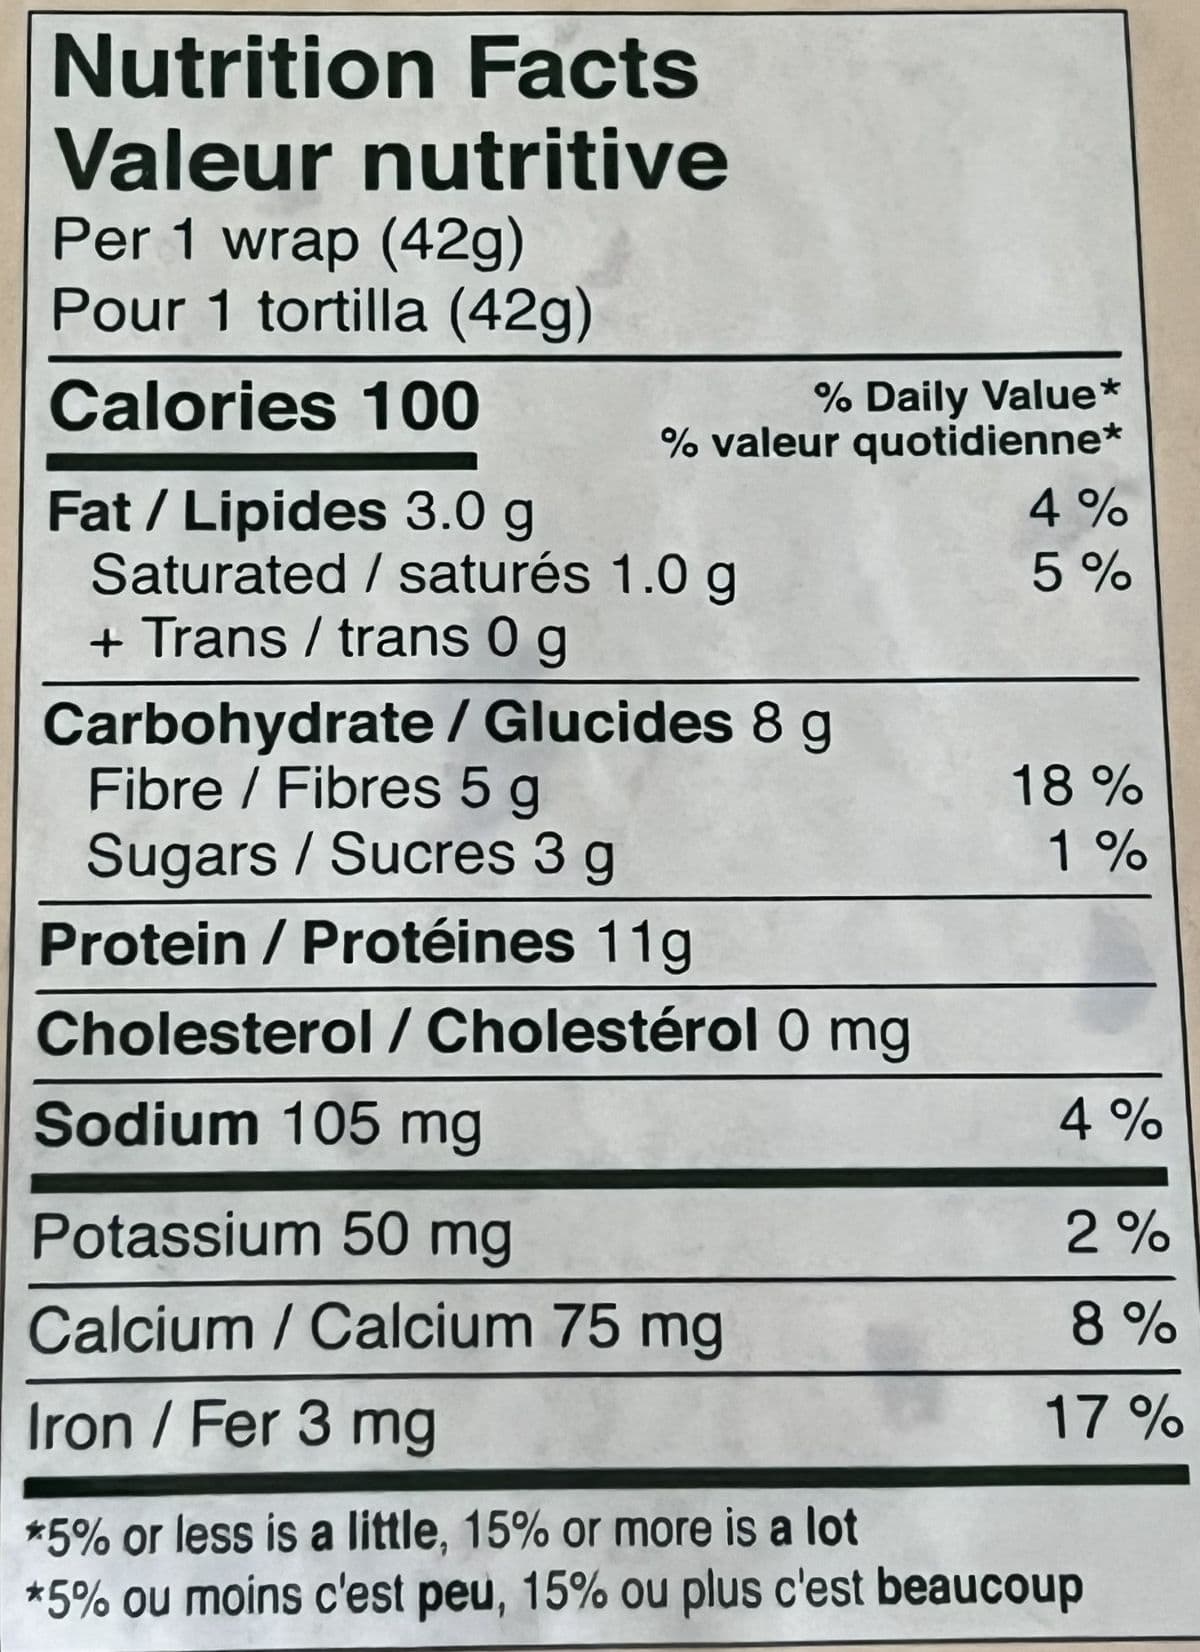 Nutrition Facts
Valeur nutritive
Per 1 wrap (42g)
Pour 1 tortilla (42g)
Calories 100
% Daily Value*
% valeur quotidienne*
Fat / Lipides 3.0 g 4 %
Saturated / saturés 1.0 g 5 %
+ Trans / trans 0 g
Carbohydrate / Glucides 8 g
Fibre / Fibres 5 g 18 %
Sugars / Sucres 3 g 1 %
Protein / Protéines 11g
Cholesterol / Cholestérol 0 mg
Sodium 105 mg 4 %
Potassium 50 mg 2 %
Calcium / Calcium 75 mg 8 %
Iron / Fer 3 mg 17 %
*5% or less is a little, 15% or more is a lot
*5% ou moins c'est peu, 15% ou plus c'est beaucoup